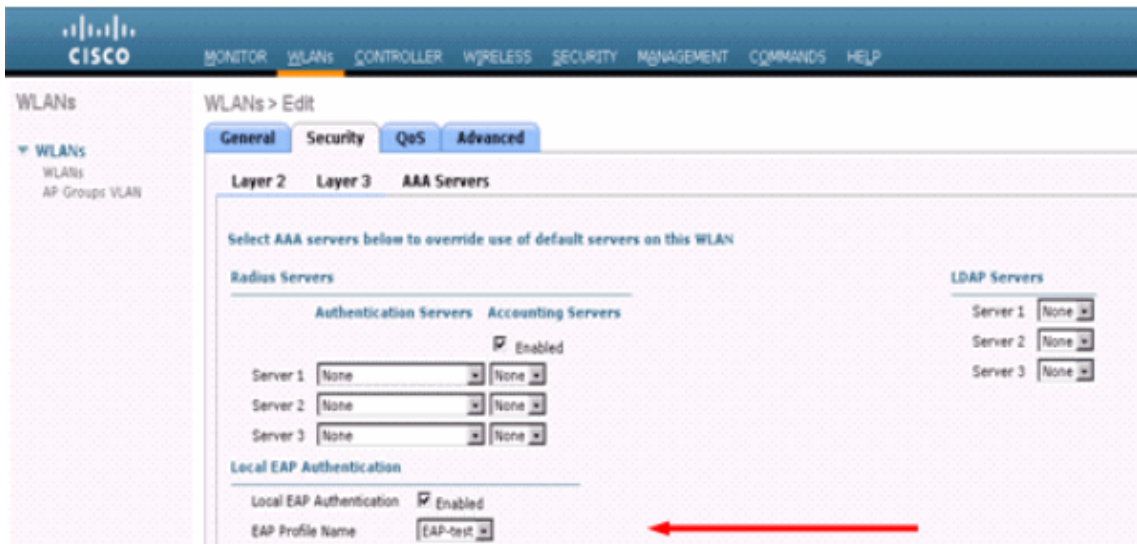 CISCO
MONITOR WLANs CONTROLLER WIRELESS SECURITY MANAGEMENT COMMANDS HELP
WLANs
WLANs
WLANs
AP Groups VLAN
WLANs > Edit
General Security QoS Advanced
Layer 2 Layer 3 AAA Servers
Select AAA servers below to override use of default servers on this WLAN
Radius Servers
Authentication Servers Accounting Servers
Enabled
Server 1 None None
Server 2 None None
Server 3 None None
LDAP Servers
Server 1 None
Server 2 None
Server 3 None
Local EAP Authentication
Local EAP Authentication Enabled
EAP Profile Name EAP-test